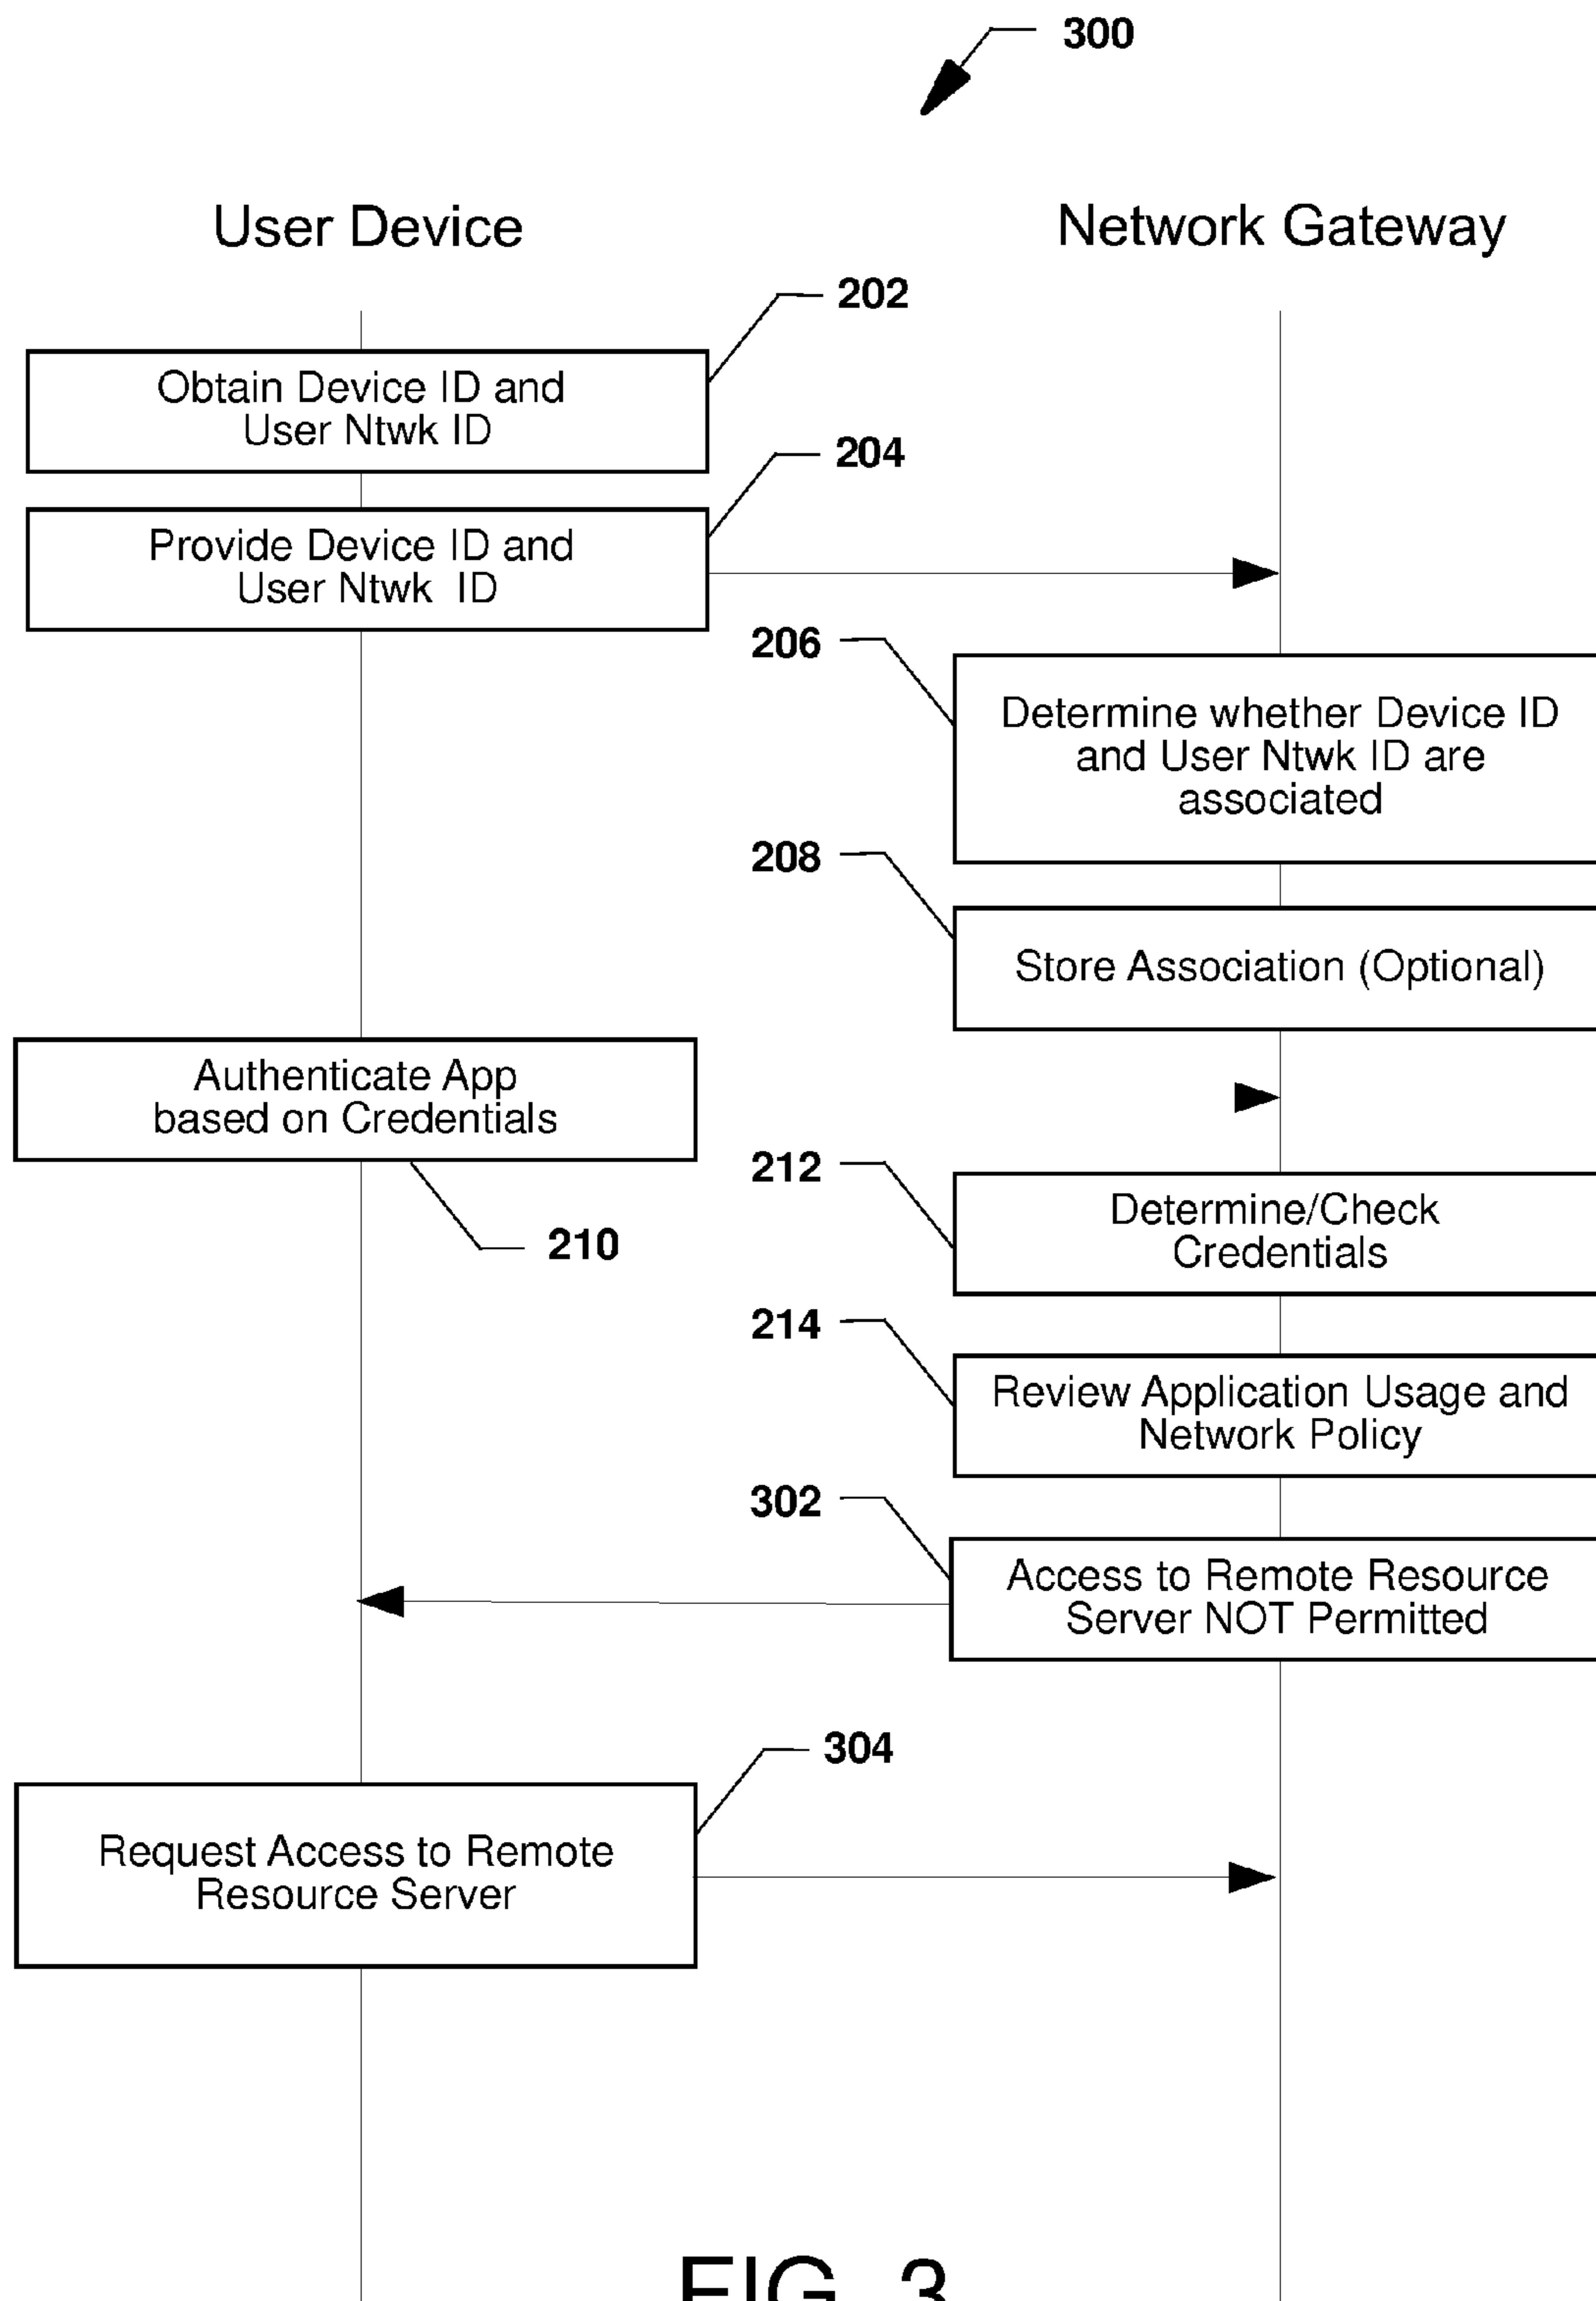 300
User Device
Network Gateway
202
Obtain Device ID and
User Ntwk ID
204
Provide Device ID and
User Ntwk ID
206
Determine whether Device ID
and User Ntwk ID are
associated
208
Store Association (Optional)
Authenticate App
based on Credentials
210
212
Determine/Check
Credentials
214
Review Application Usage and
Network Policy
302
Access to Remote Resource
Server NOT Permitted
304
Request Access to Remote
Resource Server
FIG. 3